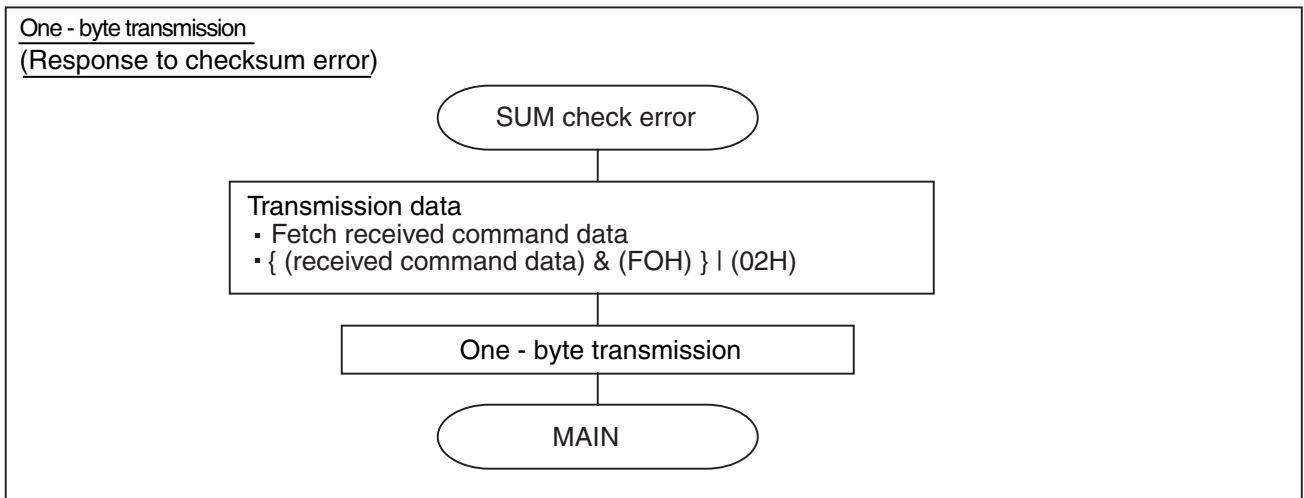 One - byte transmission
(Response to checksum error)
SUM check error
Transmission data
▪ Fetch received command data
▪ { (received command data) & (FOH) } | (02H)
One - byte transmission
MAIN